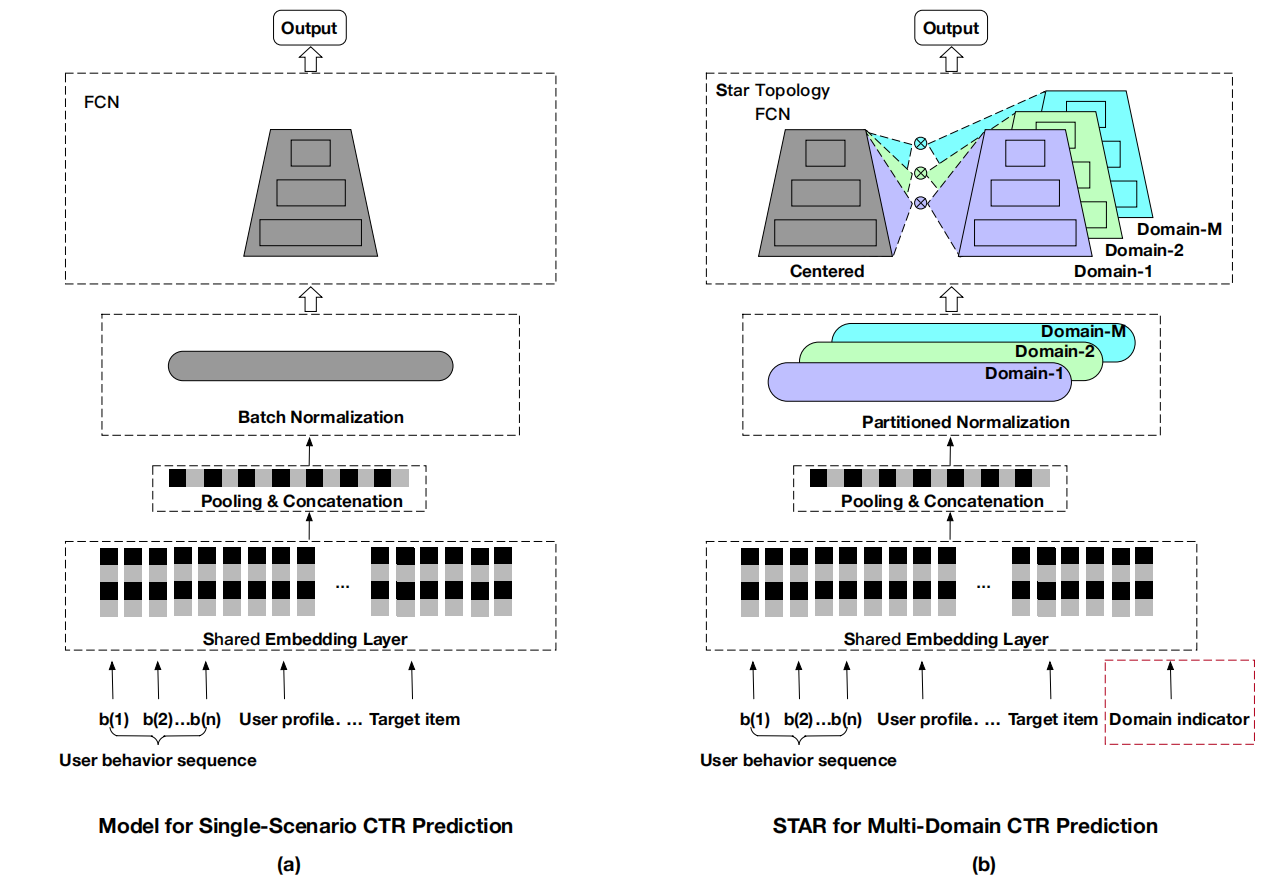 Output
FCN
Batch Normalization
Pooling & Concatenation
...
Shared Embedding Layer
b(1) b(2)...b(n) User profile... ... Target item
User behavior sequence
Model for Single-Scenario CTR Prediction
(a)
Output
Star Topology
FCN
Centered
Domain-M
Domain-2
Domain-1
Domain-M
Domain-2
Domain-1
Partitioned Normalization
Pooling & Concatenation
...
Shared Embedding Layer
b(1) b(2)...b(n) User profile... ... Target item Domain indicator
User behavior sequence
STAR for Multi-Domain CTR Prediction
(b)